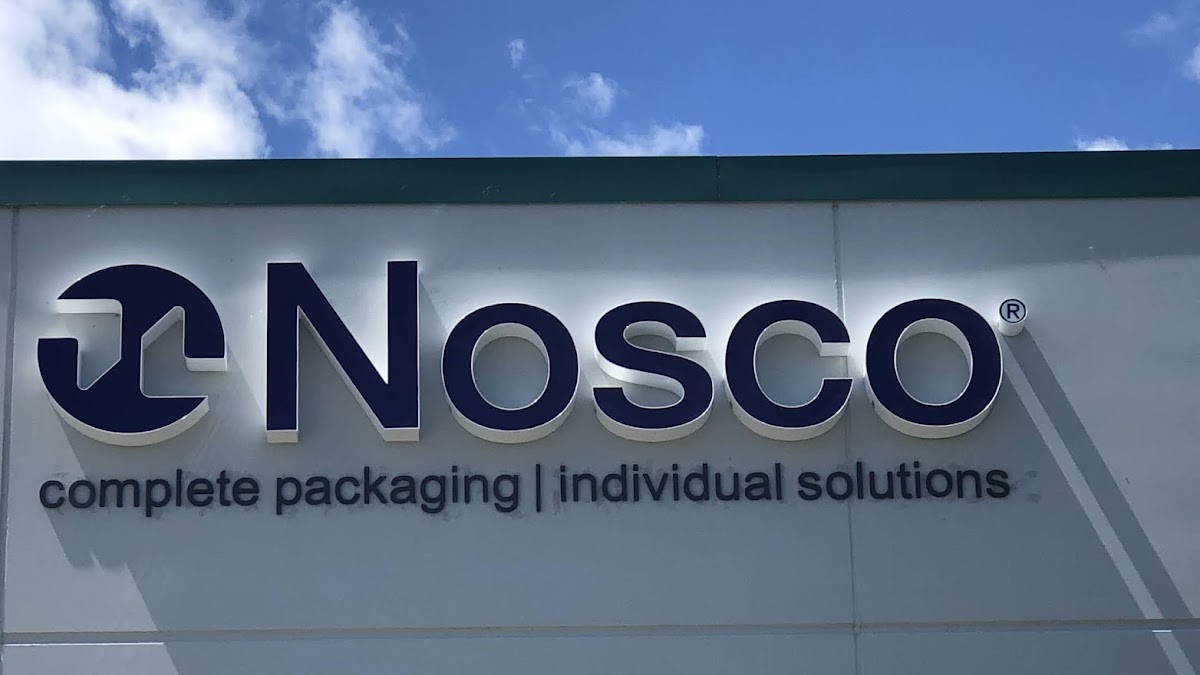 Nosco®
complete packaging | individual solutions